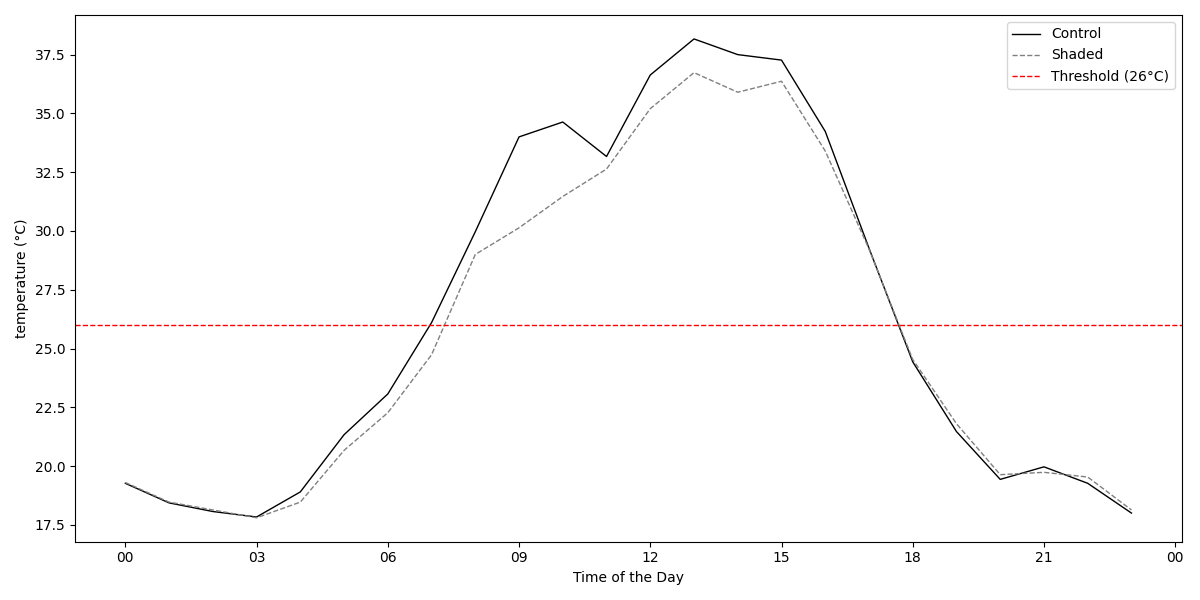 Control
Shaded
Threshold (26°C)
37.5
35.0
32.5
30.0
27.5
25.0
22.5
20.0
17.5
temperature (°C)
00 03 06 09 12 15 18 21 00
Time of the Day